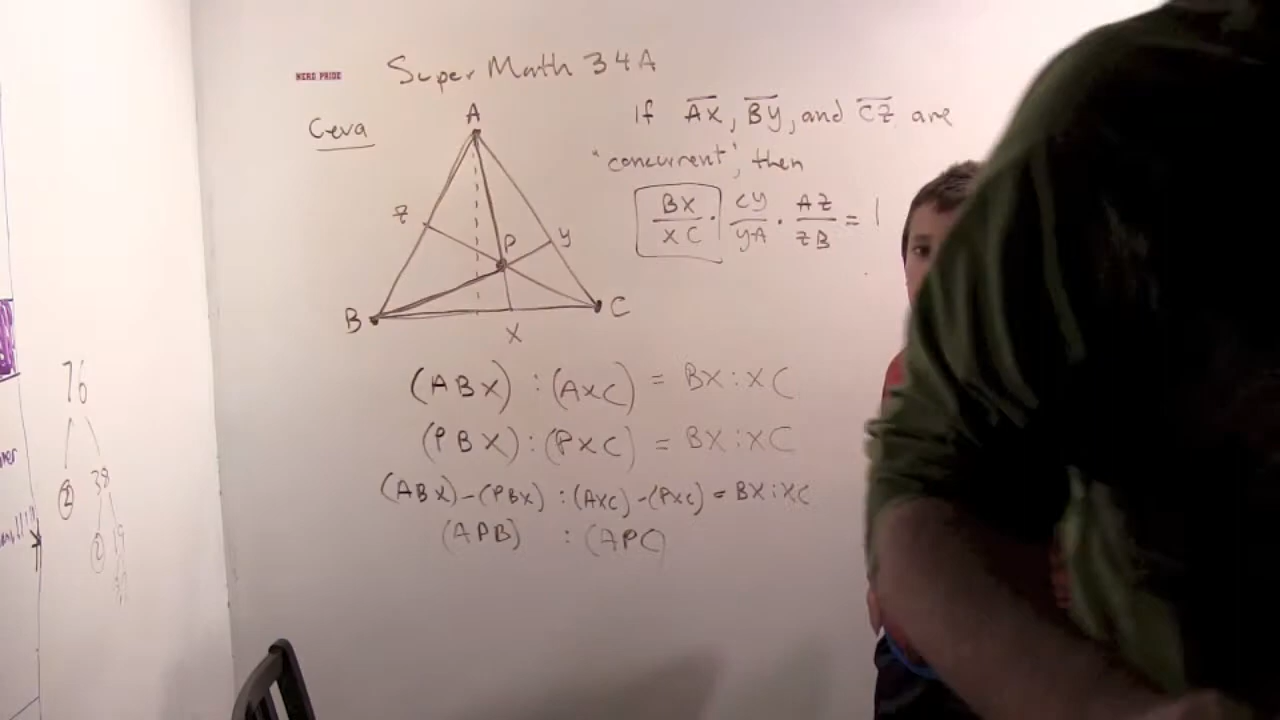 NERD PRIDE
Super Math 34A
Ceva
A
Z
P
Y
B
C
X
If AX, BY, and CZ are
"concurrent", then
BX/XC · CY/YA · AZ/ZB = 1
(ABX) : (AXC) = BX : XC
(PBX) : (PXC) = BX : XC
(ABX) - (PBX) : (AXC) - (PXC) = BX : XC
(APB) : (APC)
76
38
2
2
19